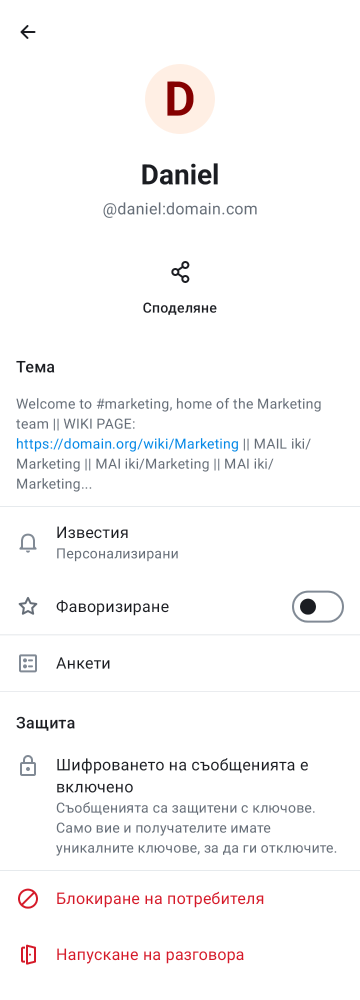 D
Daniel
@daniel:domain.com
Споделяне
Тема
Welcome to #marketing, home of the Marketing
team || WIKI PAGE:
https://domain.org/wiki/Marketing || MAIL iki/
Marketing || MAI iki/Marketing || MAI iki/
Marketing...
Известия
Персонализирани
Фаворизиране
Анкети
Защита
Шифроването на съобщенията е
включено
Съобщенията са защитени с ключове.
Само вие и получателите имате
уникалните ключове, за да ги отключите.
Блокиране на потребителя
Напускане на разговора